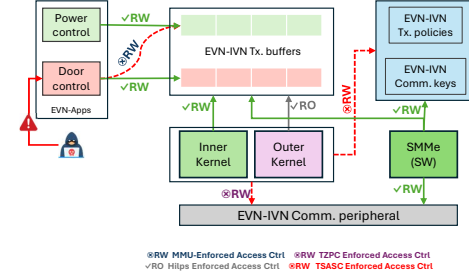 Power
control
Door
control
EVN-Apps
✓RW
⊗RW
✓RW
EVN-IVN Tx. buffers
EVN-IVN
Tx. policies
EVN-IVN
Comm. keys
✓RW
✓RO
⊗RW
✓RW
Inner
Kernel
Outer
Kernel
SMMe
(SW)
⊗RW
✓RW
EVN-IVN Comm. peripheral
⊗RW MMU-Enforced Access Ctrl ⊗RW TZPC Enforced Access Ctrl
✓RO Hilps Enforced Access Ctrl ⊗RW TSASC Enforced Access Ctrl